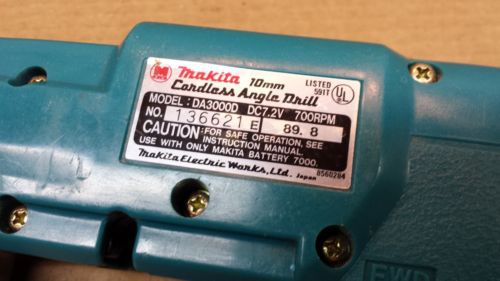 makita 10mm LISTED
Cordless Angle Drill 591T UL
MODEL: DA3000D DC7.2V 700RPM
NO. 136621 E 89.8
CAUTION: FOR SAFE OPERATION, SEE
INSTRUCTION MANUAL.
USE WITH ONLY MAKITA BATTERY 7000.
Makita Electric Works, Ltd. Japan 8560284
FWD